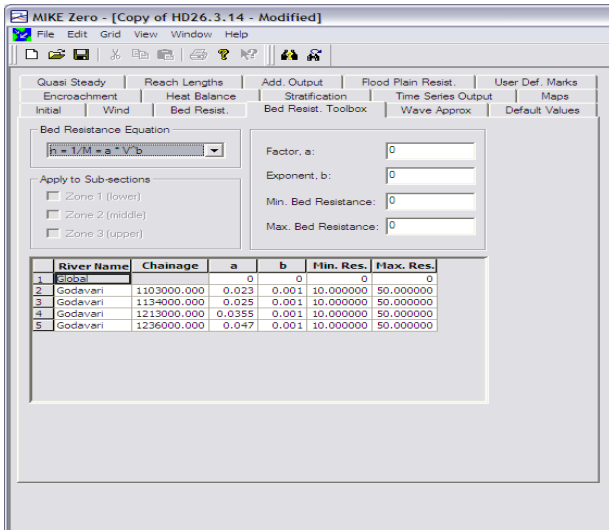 MIKE Zero - [Copy of HD26.3.14 - Modified]
File Edit Grid View Window Help
Quasi Steady Reach Lengths Add. Output Flood Plain Resist. User Def. Marks
Encroachment Heat Balance Stratification Time Series Output Maps
Initial Wind Bed Resist. Bed Resist. Toolbox Wave Approx Default Values
Bed Resistance Equation
n = 1/M = a * V^b
Factor, a: 0
Exponent, b: 0
Apply to Sub-sections
Zone 1 (lower)
Zone 2 (middle)
Zone 3 (upper)
Min. Bed Resistance: 0
Max. Bed Resistance: 0
River Name Chainage a b Min. Res. Max. Res.
1 Global 0 0 0 0
2 Godavari 1103000.000 0.023 0.001 10.000000 50.000000
3 Godavari 1134000.000 0.025 0.001 10.000000 50.000000
4 Godavari 1213000.000 0.0355 0.001 10.000000 50.000000
5 Godavari 1236000.000 0.047 0.001 10.000000 50.000000